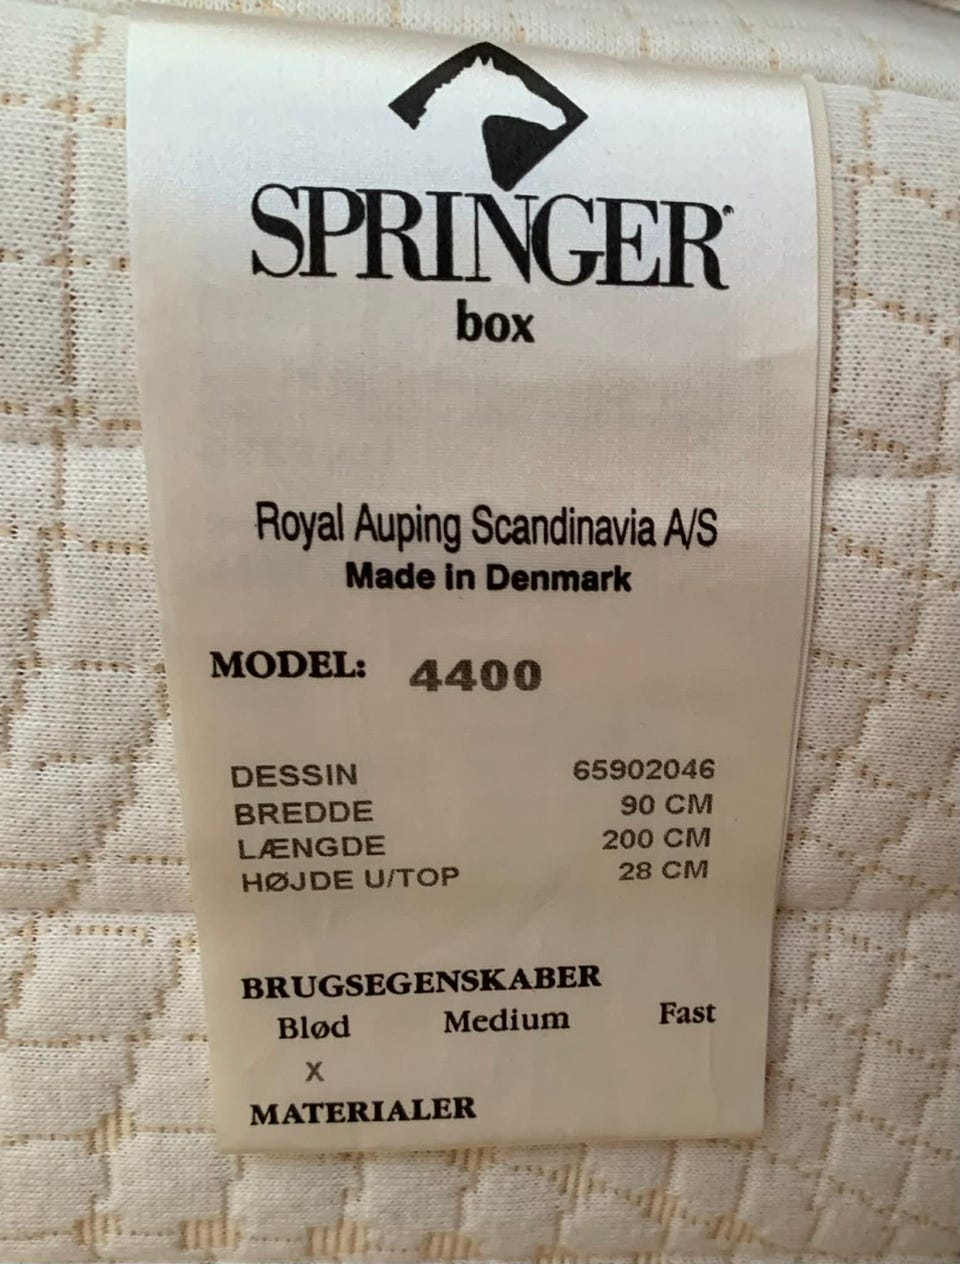 SPRINGER
box
Royal Auping Scandinavia A/S
Made in Denmark
MODEL: 4400
DESSIN 65902046
BREDDE 90 CM
LÆNGDE 200 CM
HØJDE U/TOP 28 CM
BRUGSEGENSKABER
Blød Medium Fast
X
MATERIALER